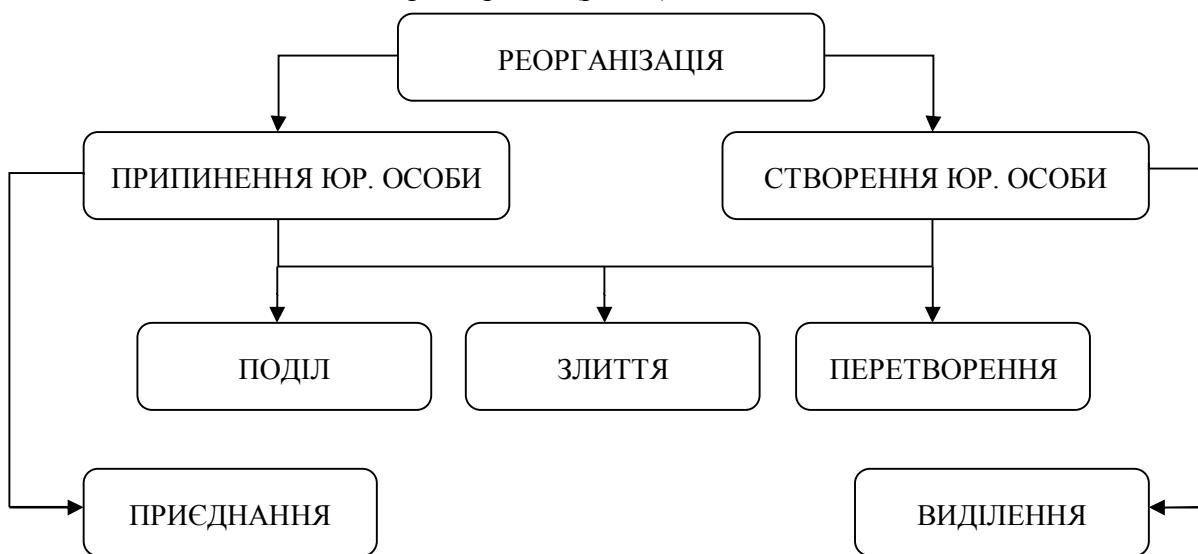 РЕОРГАНІЗАЦІЯ
ПРИПИНЕННЯ ЮР. ОСОБИ
СТВОРЕННЯ ЮР. ОСОБИ
ПОДІЛ
ЗЛИТТЯ
ПЕРЕТВОРЕННЯ
ПРИЄДНАННЯ
ВИДІЛЕННЯ